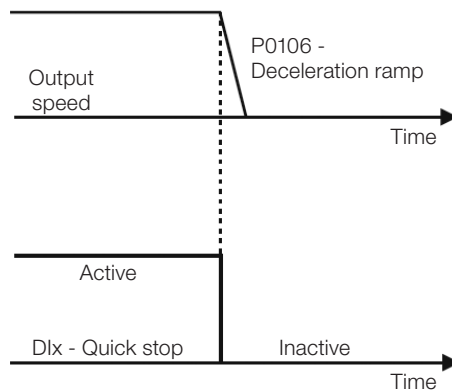 P0106 -
Deceleration ramp
Output
speed
Time
Active
DIx - Quick stop
Inactive
Time